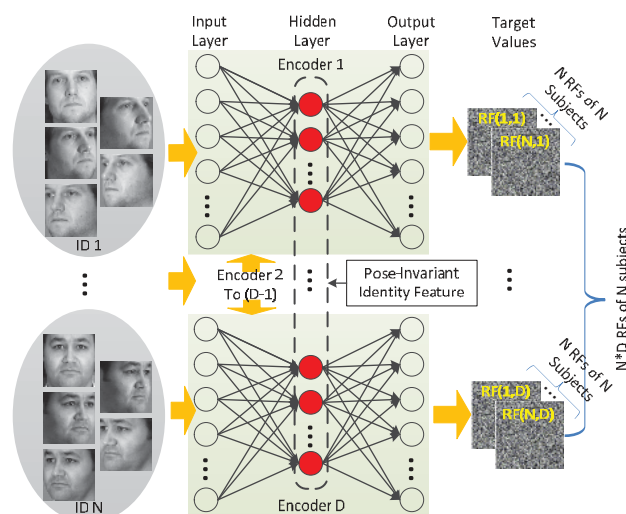 Input
Layer
Hidden
Layer
Output
Layer
Target
Values
Encoder 1
N RFs of N
Subjects
RF(1,1)
RF(N,1)
ID 1
Encoder 2
To (D-1)
Pose-Invariant
Identity Feature
N*D RFs of N subjects
N RFs of N
Subjects
RF(1,D)
RF(N,D)
ID N
Encoder D